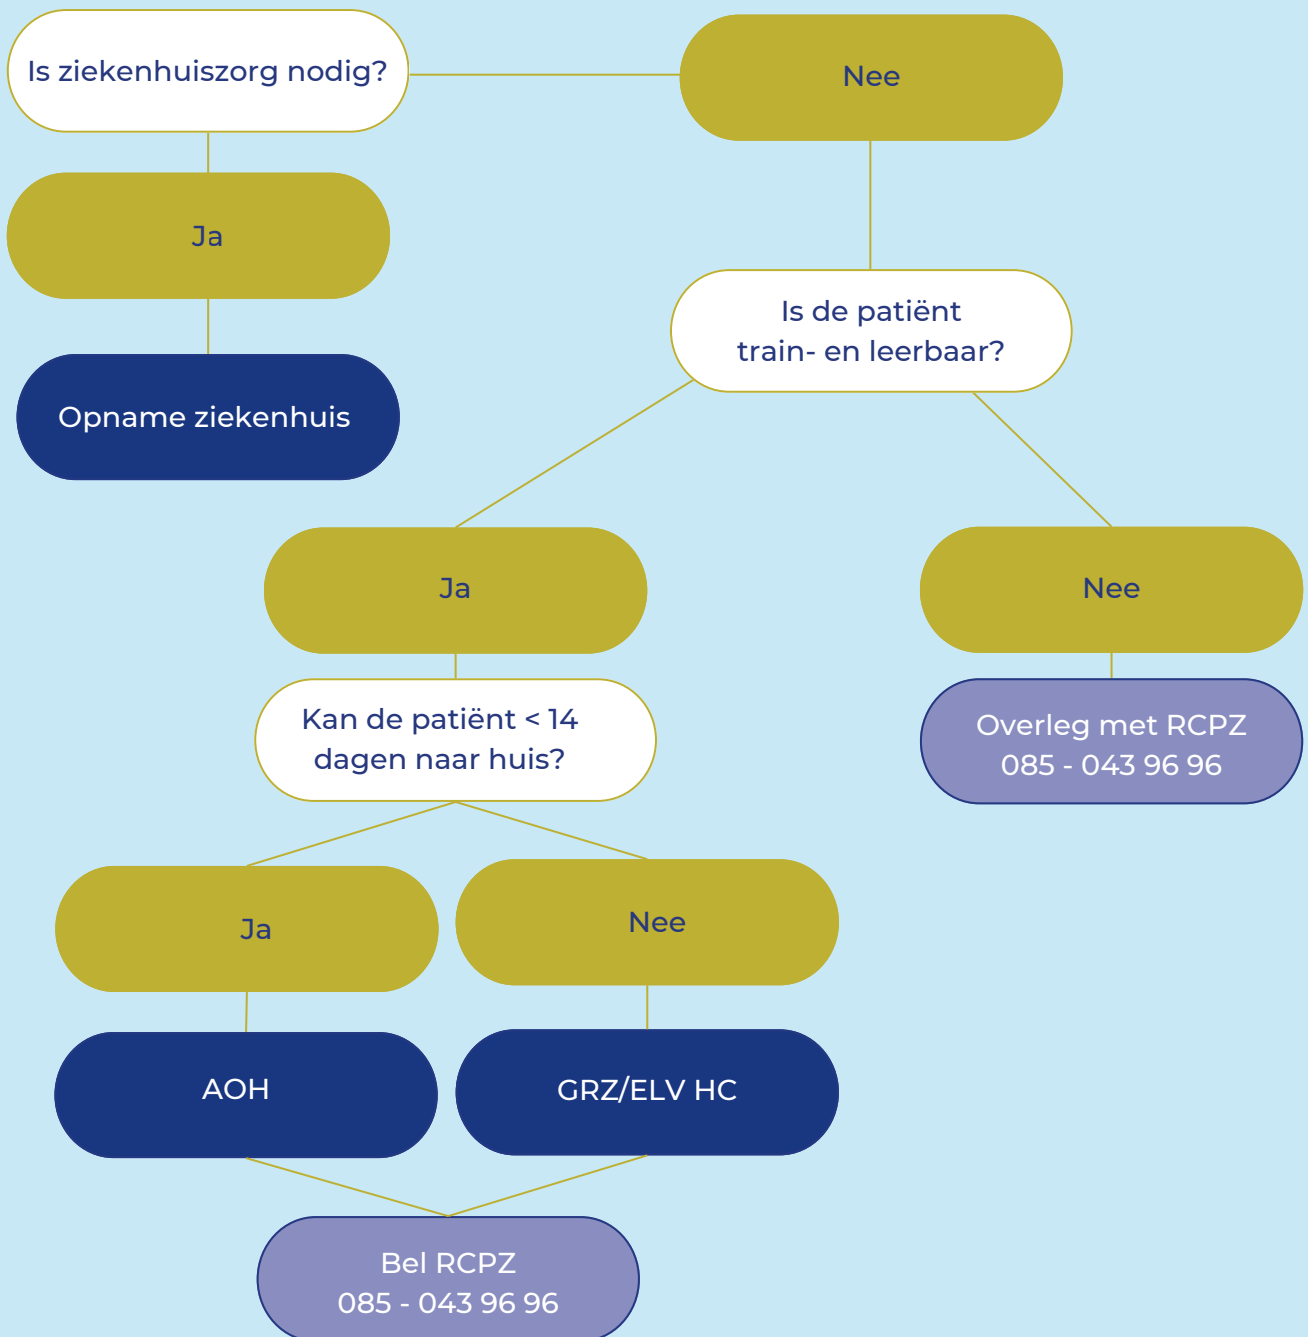 Is ziekenhuiszorg nodig?
Nee
Ja
Opname ziekenhuis
Is de patiënt
train- en leerbaar?
Ja
Nee
Kan de patiënt < 14
dagen naar huis?
Overleg met RCPZ
085 - 043 96 96
Ja
Nee
AOH
GRZ/ELV HC
Bel RCPZ
085 - 043 96 96